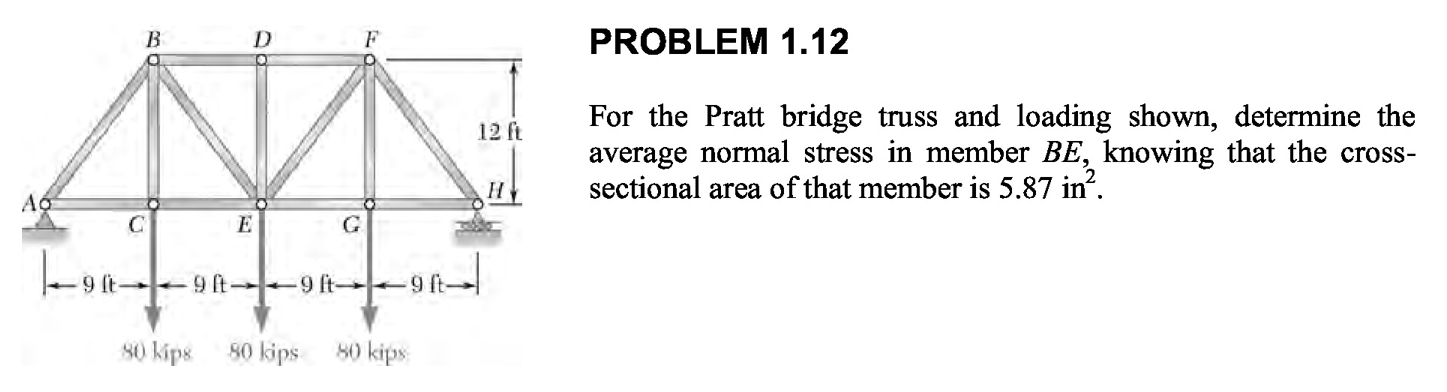 PROBLEM 1.12
For the Pratt bridge truss and loading shown, determine the
average normal stress in member BE, knowing that the cross-
sectional area of that member is 5.87 in².
B D F
12 ft
A H
C E G
9 ft 9 ft 9 ft 9 ft
80 kips 80 kips 80 kips